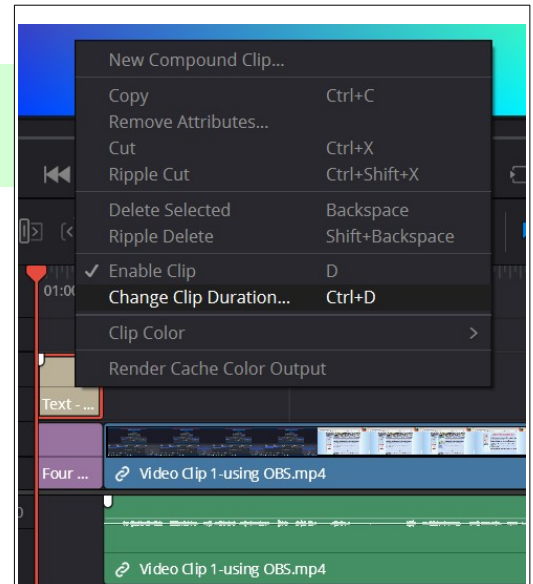 New Compound Clip...
Copy Ctrl+C
Remove Attributes...
Cut Ctrl+X
Ripple Cut Ctrl+Shift+X
Delete Selected Backspace
Ripple Delete Shift+Backspace
✓ Enable Clip D
01:00
Change Clip Duration... Ctrl+D
Clip Color >
Render Cache Color Output
Text - ...
Four ...
Video Clip 1-using OBS.mp4
Video Clip 1-using OBS.mp4